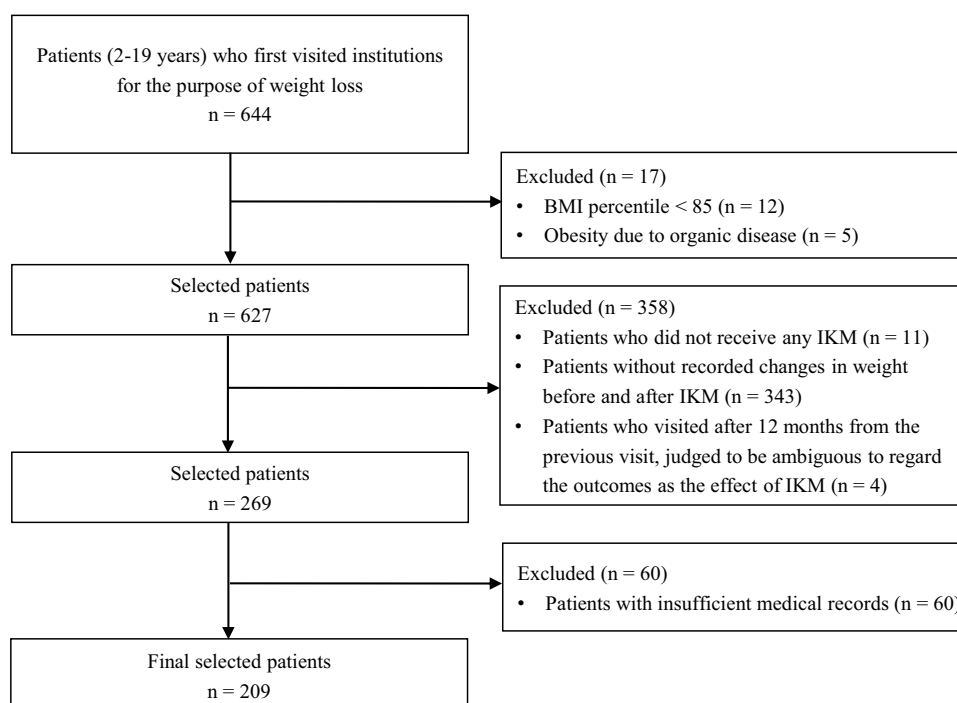 Patients (2-19 years) who first visited institutions
for the purpose of weight loss
n = 644
Excluded (n = 17)
• BMI percentile < 85 (n = 12)
• Obesity due to organic disease (n = 5)
Selected patients
n = 627
Excluded (n = 358)
• Patients who did not receive any IKM (n = 11)
• Patients without recorded changes in weight
before and after IKM (n = 343)
• Patients who visited after 12 months from the
previous visit, judged to be ambiguous to regard
the outcomes as the effect of IKM (n = 4)
Selected patients
n = 269
Excluded (n = 60)
• Patients with insufficient medical records (n = 60)
Final selected patients
n = 209